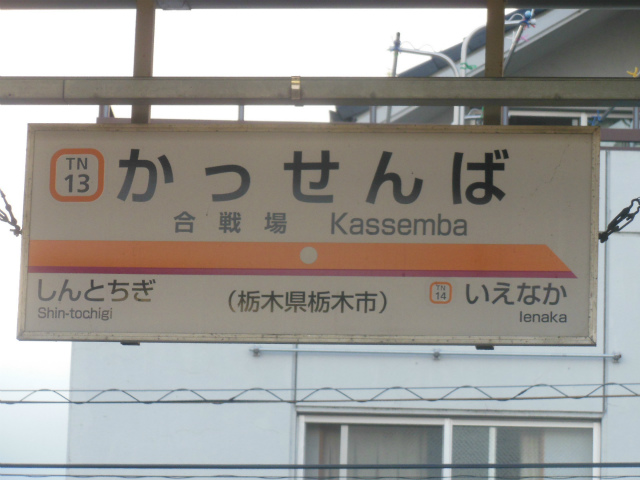 TN
13
かっせんば
合戦場 Kassemba
しんとちぎ
Shin-tochigi
(栃木県栃木市)
TN
14
いえなか
Ienaka